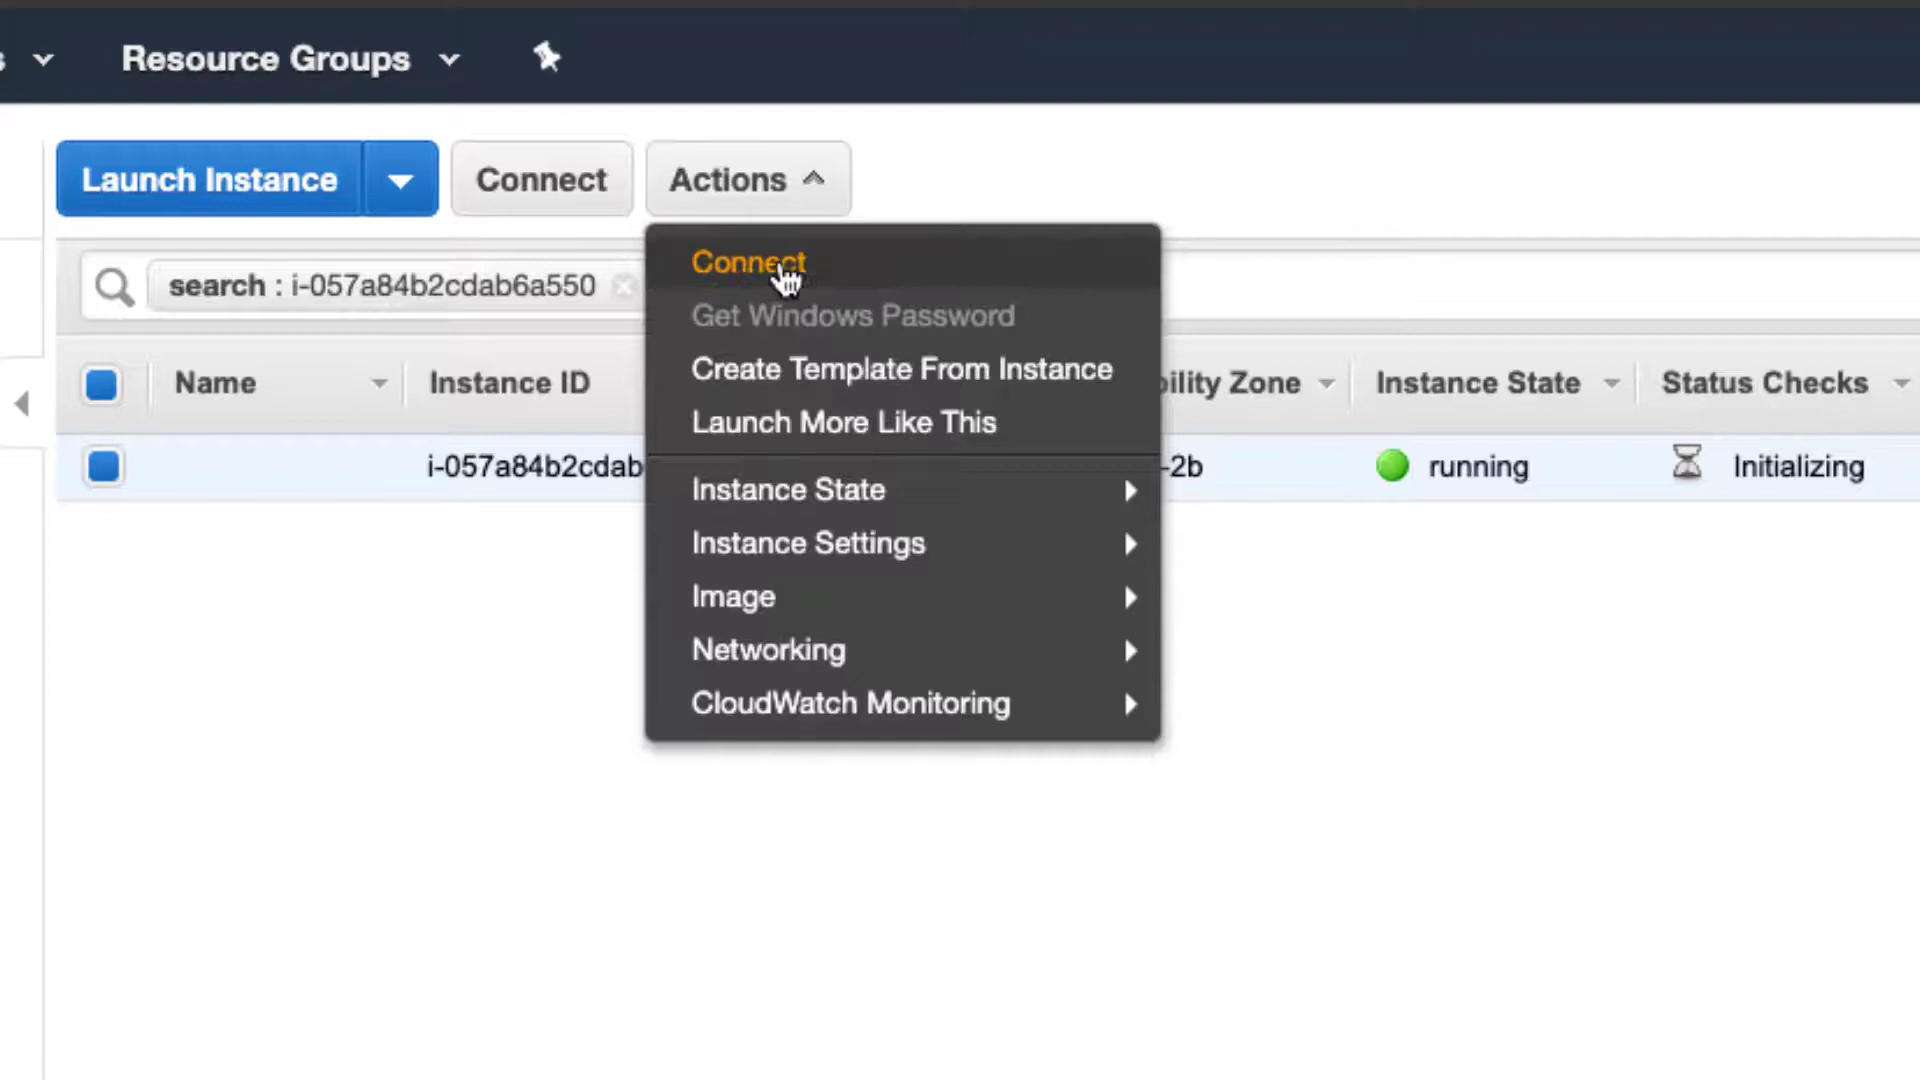 Resource Groups
Launch Instance
Connect
Actions
search : i-057a84b2cdab6a550
Connect
Get Windows Password
Create Template From Instance
Launch More Like This
Instance State
Instance Settings
Image
Networking
CloudWatch Monitoring
Name
Instance ID
bility Zone
Instance State
Status Checks
i-057a84b2cdab
-2b
running
Initializing